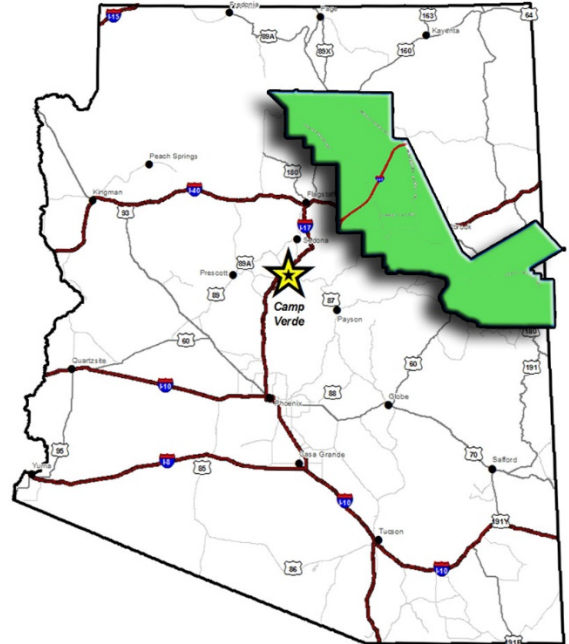 I-15
Fredonia
Page
163
64
89A
89X
160
Kayenta
Peach Springs
180
Kingman
I-40
Flagstaff
93
I-17
Sedona
89A
Prescott
89
Camp
Verde
87
Payson
60
60
180
191
Quartzsite
I-10
88
Phoenix
Globe
95
I-8
85
Casa Grande
70
Safford
Yuma
I-10
191Y
Tucson
86
I-10